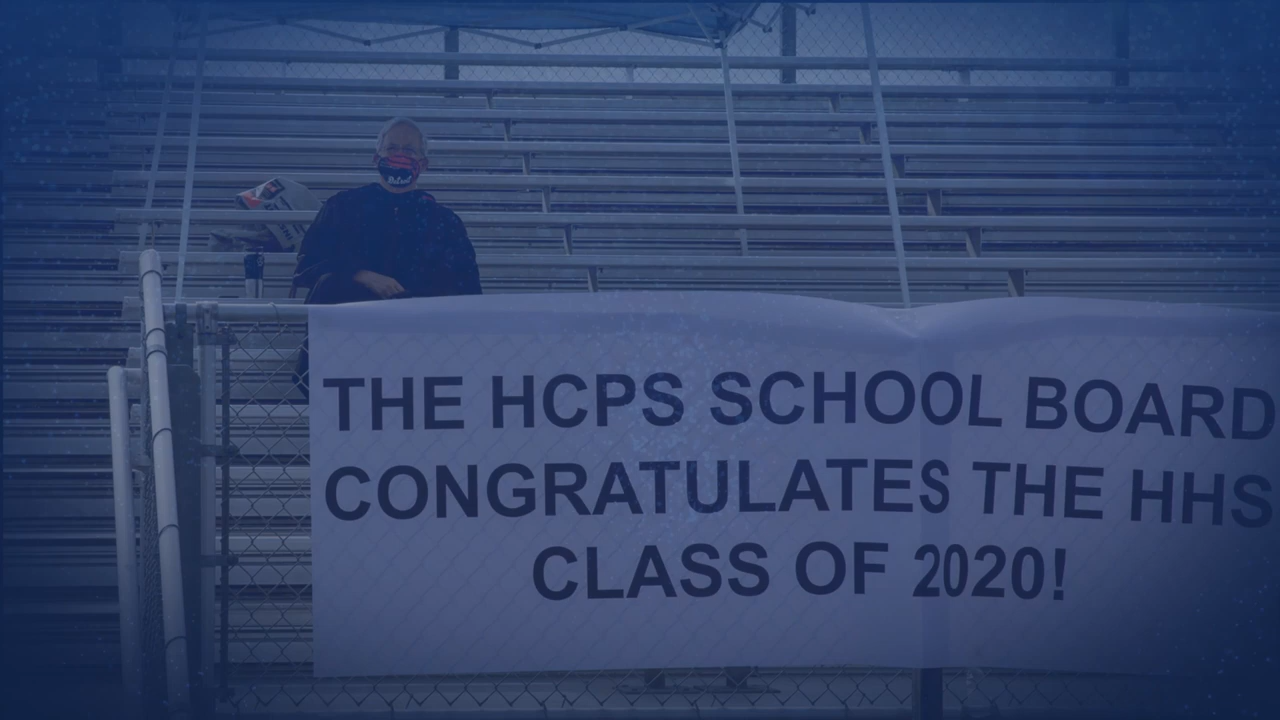 THE HCPS SCHOOL BOARD
CONGRATULATES THE HHS
CLASS OF 2020!